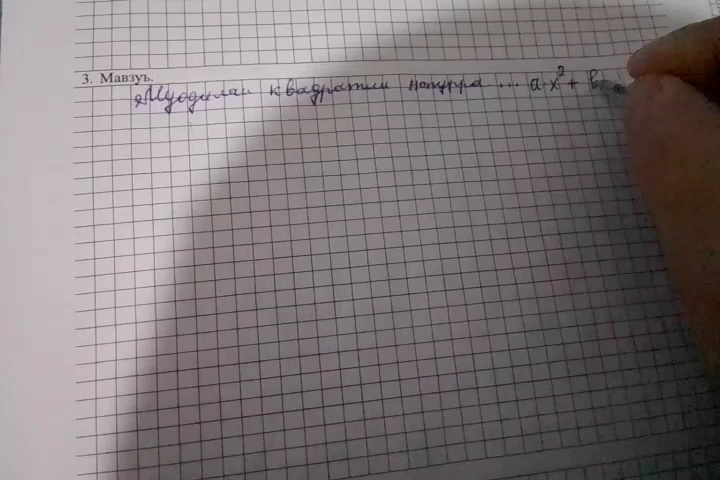 3. Мавзуъ.
Муодилаи квадратии нопурра ... a·x² + b